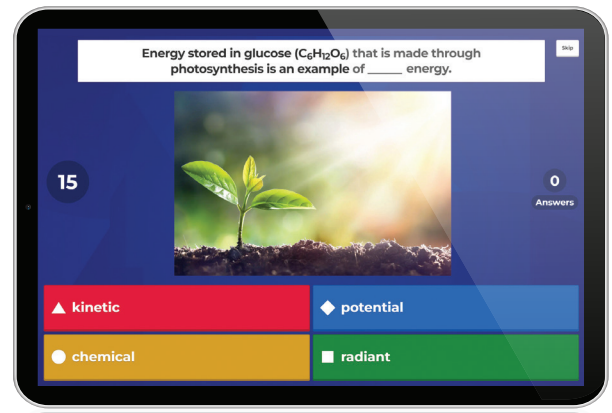 Energy stored in glucose (C₆H₁₂O₆) that is made through
photosynthesis is an example of _____ energy.
Skip
15
0
Answers
kinetic
potential
chemical
radiant